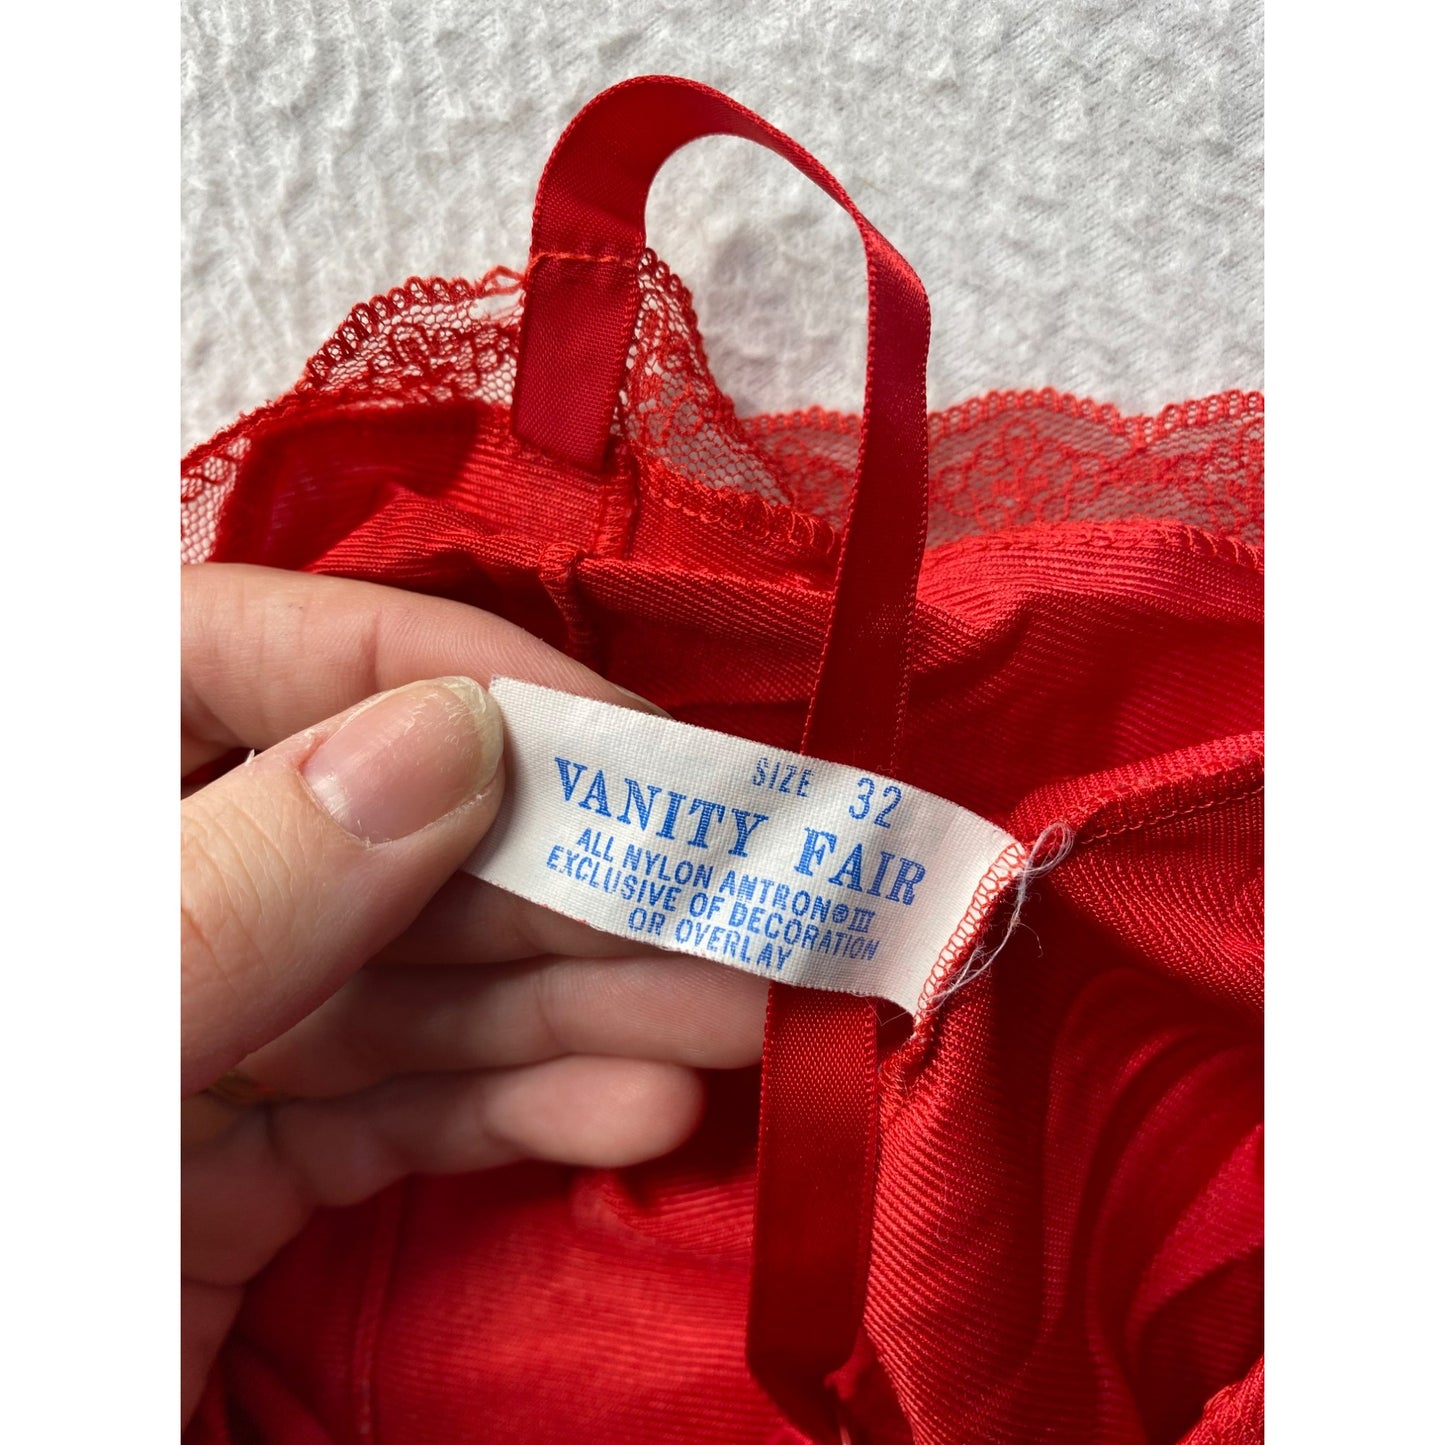 SIZE 32
VANITY FAIR
ALL NYLON ANTRON® III
EXCLUSIVE OF DECORATION
OR OVERLAY